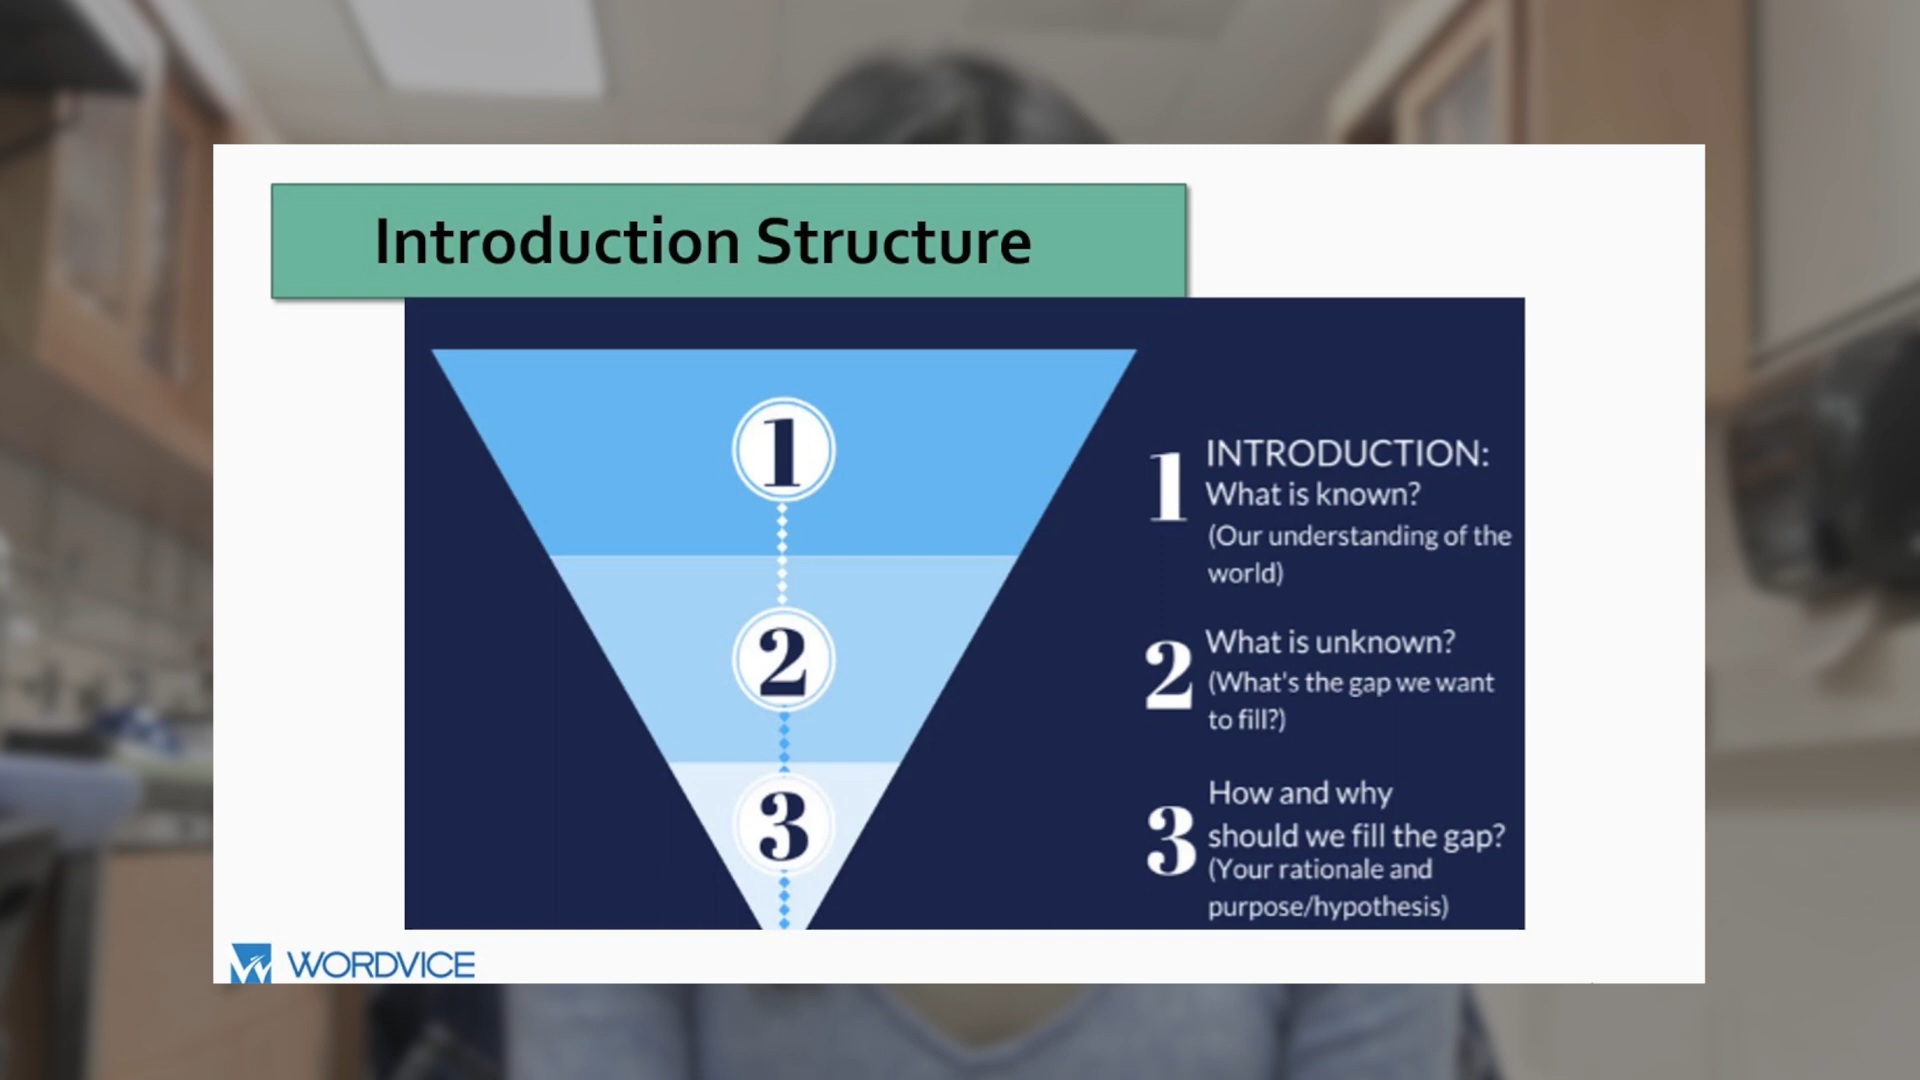 Introduction Structure
1
2
3
1
INTRODUCTION:
What is known?
(Our understanding of the
world)
2
What is unknown?
(What's the gap we want
to fill?)
3
How and why
should we fill the gap?
(Your rationale and
purpose/hypothesis)
WORDVICE